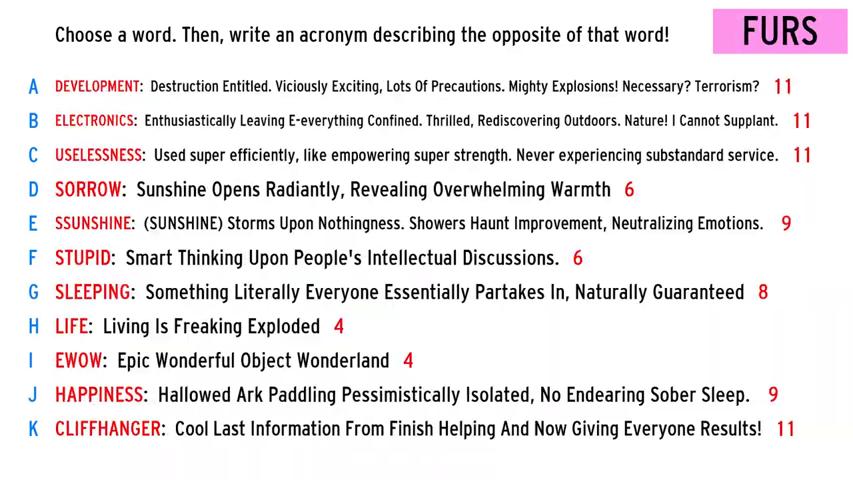 Choose a word. Then, write an acronym describing the opposite of that word!
FURS
A DEVELOPMENT: Destruction Entitled. Viciously Exciting, Lots Of Precautions. Mighty Explosions! Necessary? Terrorism? 11
B ELECTRONICS: Enthusiastically Leaving E-everything Confined. Thrilled, Rediscovering Outdoors. Nature! I Cannot Supplant. 11
C USELESSNESS: Used super efficiently, like empowering super strength. Never experiencing substandard service. 11
D SORROW: Sunshine Opens Radiantly, Revealing Overwhelming Warmth 6
E SSUNSHINE: (SUNSHINE) Storms Upon Nothingness. Showers Haunt Improvement, Neutralizing Emotions. 9
F STUPID: Smart Thinking Upon People's Intellectual Discussions. 6
G SLEEPING: Something Literally Everyone Essentially Partakes In, Naturally Guaranteed 8
H LIFE: Living Is Freaking Exploded 4
I EWOW: Epic Wonderful Object Wonderland 4
J HAPPINESS: Hallowed Ark Paddling Pessimistically Isolated, No Endearing Sober Sleep. 9
K CLIFFHANGER: Cool Last Information From Finish Helping And Now Giving Everyone Results! 11